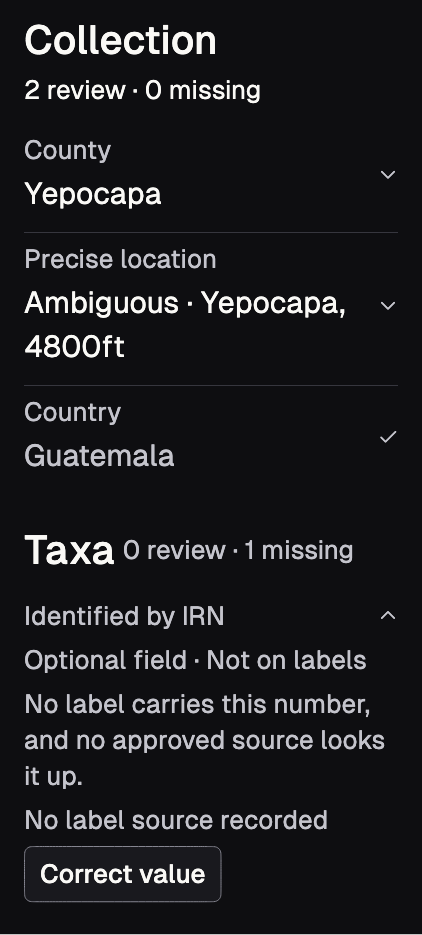 Collection
2 review · 0 missing
County
Yepocapa
Precise location
Ambiguous · Yepocapa,
4800ft
Country
Guatemala
Taxa 0 review · 1 missing
Identified by IRN
Optional field · Not on labels
No label carries this number,
and no approved source looks
it up.
No label source recorded
Correct value